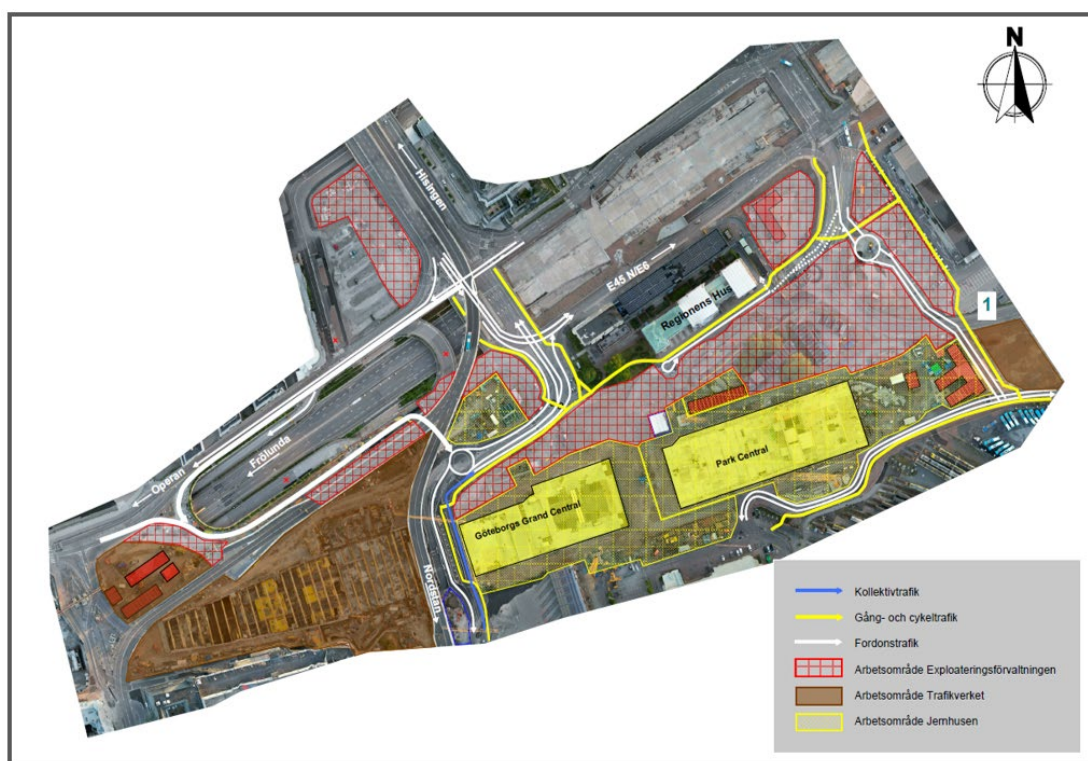 N
← Hisingen
E45 N/E6 →
Regionens Hus
1
← Operan
← Frölunda
Park Central
Göteborgs Grand Central
Nordstan →
Kollektivtrafik
Gång- och cykeltrafik
Fordonstrafik
Arbetsområde Exploateringsförvaltningen
Arbetsområde Trafikverket
Arbetsområde Jernhusen